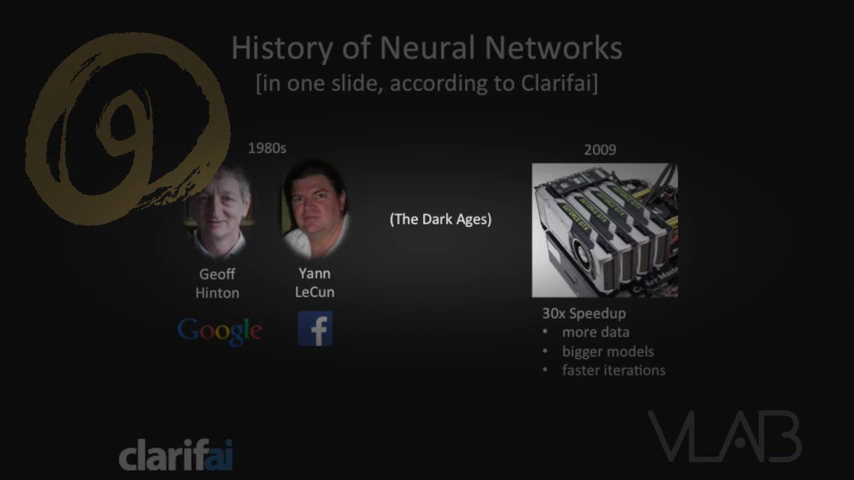 History of Neural Networks
[in one slide, according to Clarifai]
9
1980s
2009
(The Dark Ages)
Geoff
Hinton
Yann
LeCun
Google
f
30x Speedup
• more data
• bigger models
• faster iterations
clarifai
VLAB